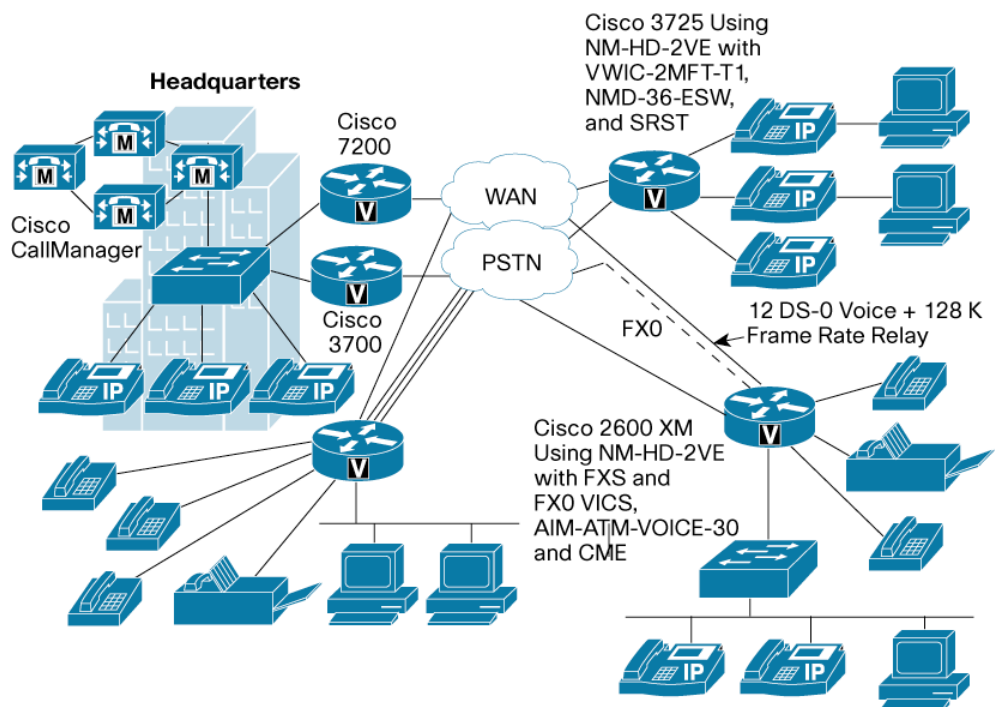 Headquarters
M
M
M
M
Cisco
CallManager
Cisco
7200
V
V
Cisco
3700
WAN
PSTN
Cisco 3725 Using
NM-HD-2VE with
VWIC-2MFT-T1,
NMD-36-ESW,
and SRST
V
IP
IP
IP
IP
IP
IP
FX0
12 DS-0 Voice + 128 K
Frame Rate Relay
V
V
Cisco 2600 XM
Using NM-HD-2VE
with FXS and
FX0 VICS,
AIM-ATM-VOICE-30
and CME
IP
IP